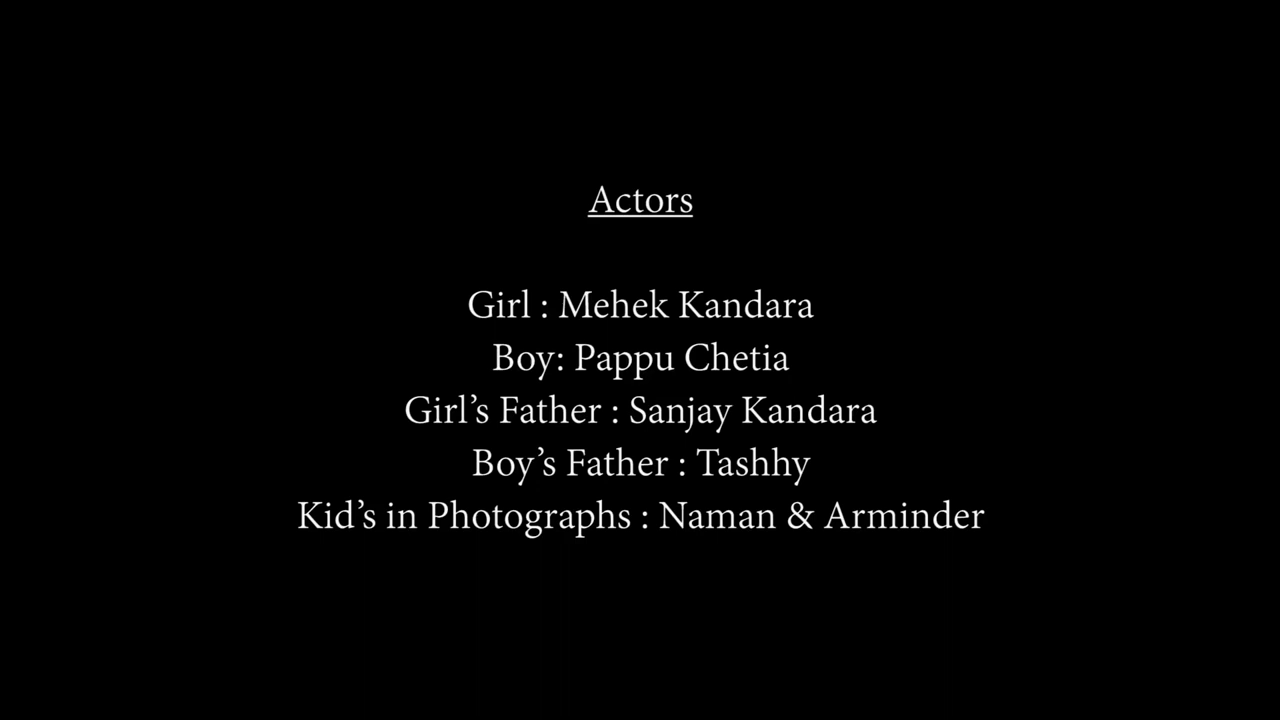 Actors
Girl : Mehek Kandara
Boy: Pappu Chetia
Girl’s Father : Sanjay Kandara
Boy’s Father : Tashhy
Kid’s in Photographs : Naman & Arminder